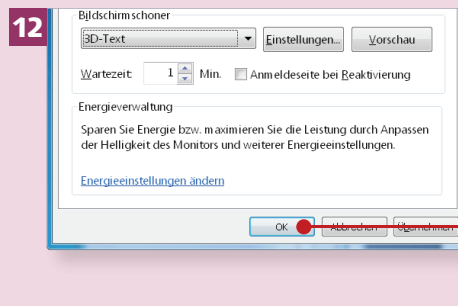 12
Bildschirmschoner
3D-Text
Einstellungen...
Vorschau
Wartezeit:
1
Min.
Anmeldeseite bei Reaktivierung
Energieverwaltung
Sparen Sie Energie bzw. maximieren Sie die Leistung durch Anpassen
der Helligkeit des Monitors und weiterer Energieeinstellungen.
Energieeinstellungen ändern
OK
Abbrechen
Übernehmen